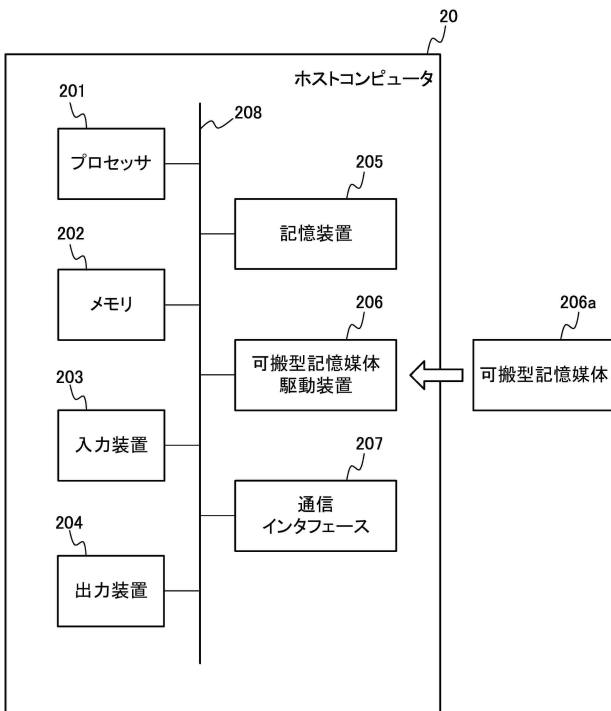 20
ホストコンピュータ
201
プロセッサ
208
205
記憶装置
202
メモリ
206
可搬型記憶媒体
駆動装置
206a
可搬型記憶媒体
203
入力装置
207
通信
インタフェース
204
出力装置